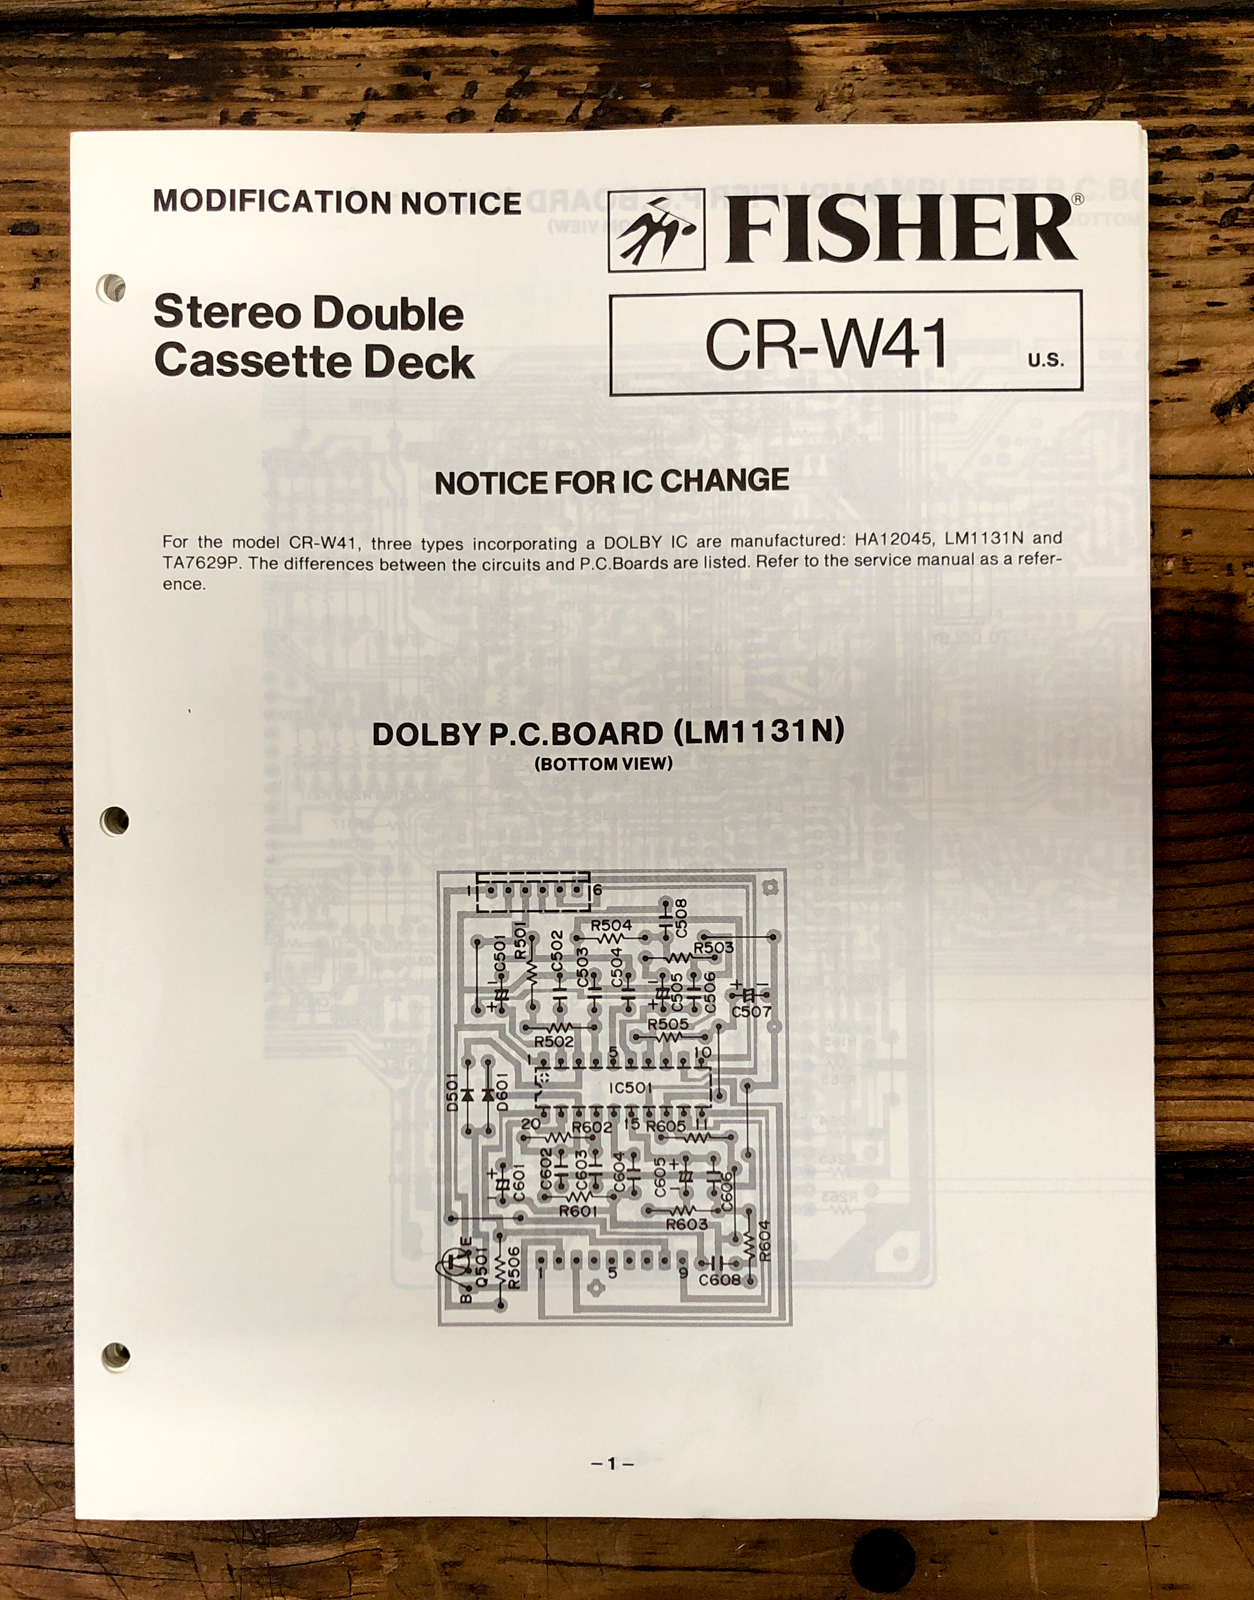 MODIFICATION NOTICE
FISHER®
Stereo Double
Cassette Deck
CR-W41 U.S.
NOTICE FOR IC CHANGE
For the model CR-W41, three types incorporating a DOLBY IC are manufactured: HA12045, LM1131N and
TA7629P. The differences between the circuits and P.C.Boards are listed. Refer to the service manual as a refer-
ence.
DOLBY P.C.BOARD (LM1131N)
(BOTTOM VIEW)
1 6
R504
C508
R501
C501
C502
C503
C504
R503
C505
C506
+ -
C507
R502
R505
1 5 10
IC501
D501
D601
20 R602 15 R605 11
C601
C602
C603
C604
C605
C606
R601
R603
R604
E
Q501
B
R506
1 5 9
C608
– 1 –